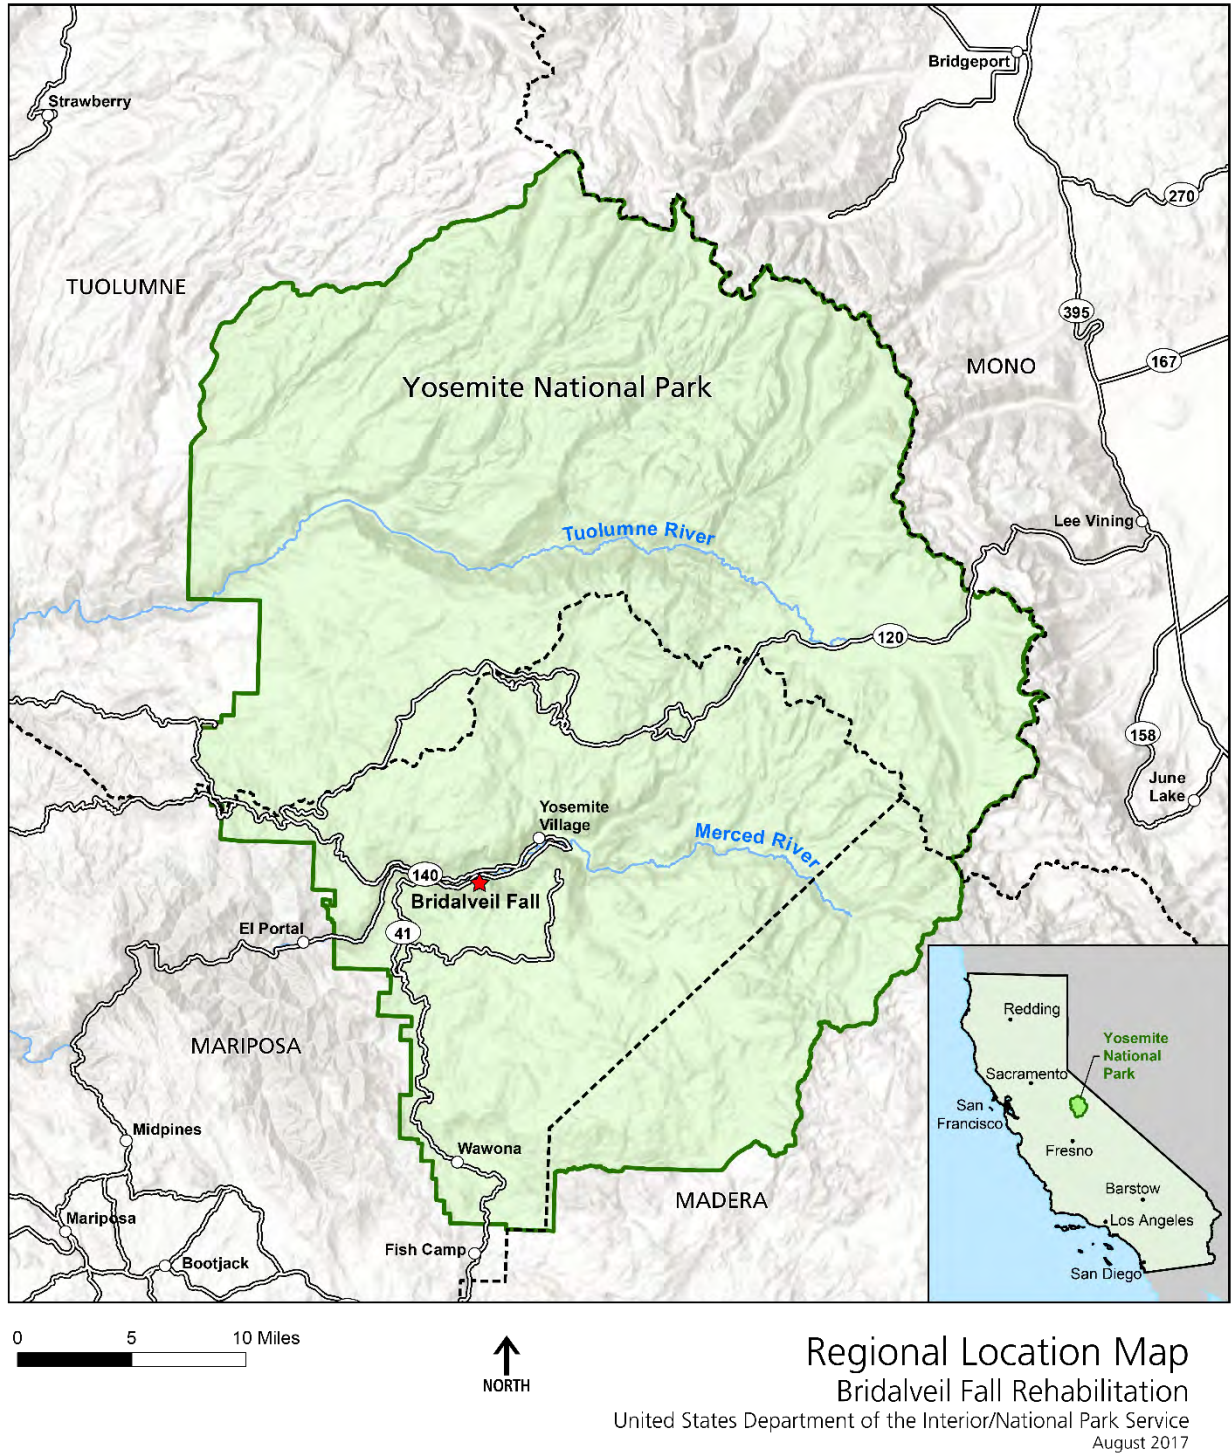 Bridgeport
Strawberry
270
TUOLUMNE
395
MONO
167
Yosemite National Park
Lee Vining
Tuolumne River
120
158
June
Lake
Yosemite
Village
Merced River
140
Bridalveil Fall
El Portal
41
MARIPOSA
Midpines
Wawona
MADERA
Mariposa
Bootjack
Fish Camp
Redding
Yosemite
National
Park
Sacramento
San
Francisco
Fresno
Barstow
Los Angeles
San Diego
0 5 10 Miles
NORTH
Regional Location Map
Bridalveil Fall Rehabilitation
United States Department of the Interior/National Park Service
August 2017